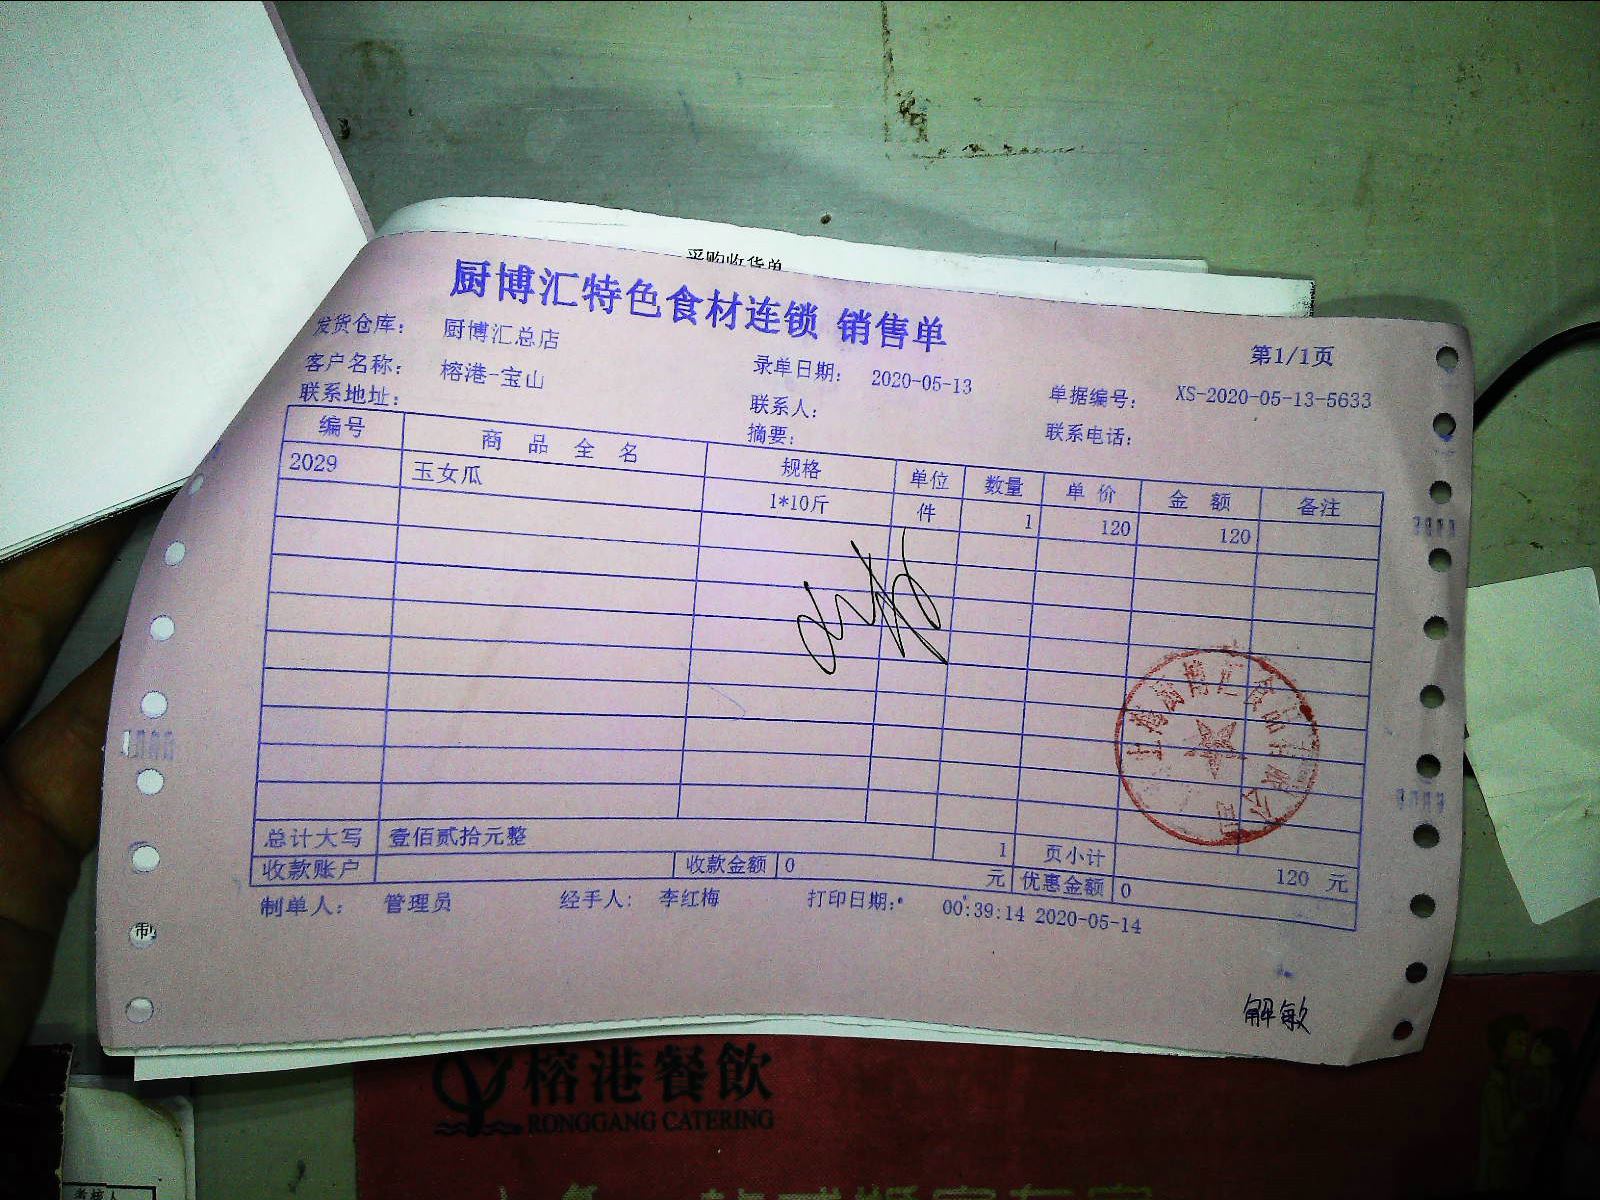 采购收货单
厨博汇特色食材连锁 销售单
第1/1页
发货仓库： 厨博汇总店
客户名称： 榕港-宝山 录单日期： 2020-05-13 单据编号： XS-2020-05-13-5633
联系地址： 联系人： 联系电话：
摘要：
编号 商品全名 规格 单位 数量 单价 金额 备注
2029 玉女瓜 1*10斤 件 1 120 120
总计大写 壹佰贰拾元整 1 页小计 120 元
收款账户 收款金额 0 元 优惠金额 0
制单人： 管理员 经手人： 李红梅 打印日期： 00:39:14 2020-05-14
制
解敏
榕港餐飲
RONGGANG CATERING